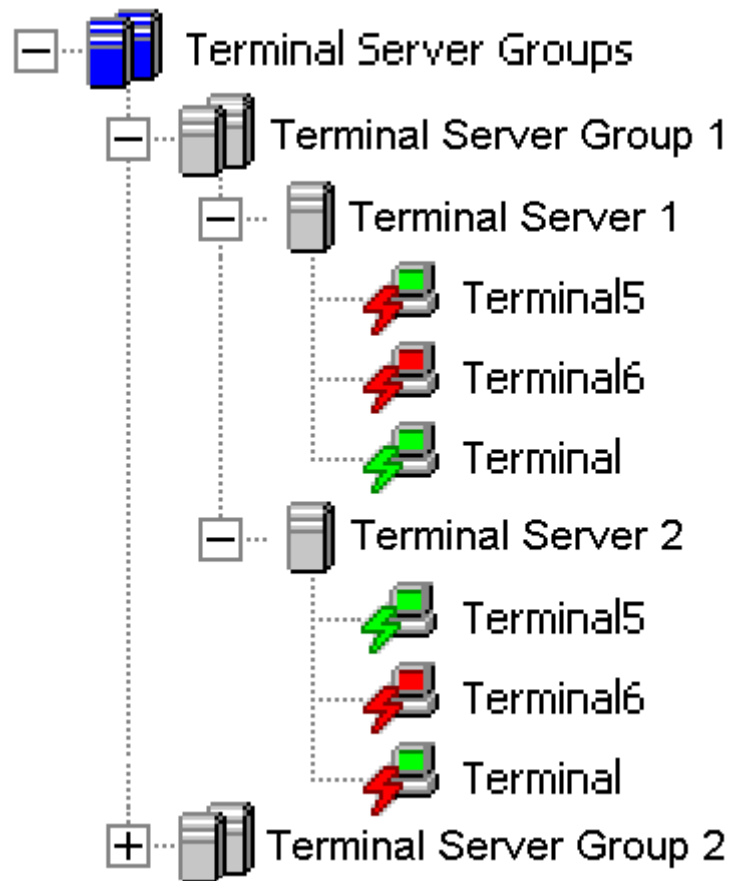 Terminal Server Groups
Terminal Server Group 1
Terminal Server 1
Terminal5
Terminal6
Terminal
Terminal Server 2
Terminal5
Terminal6
Terminal
Terminal Server Group 2